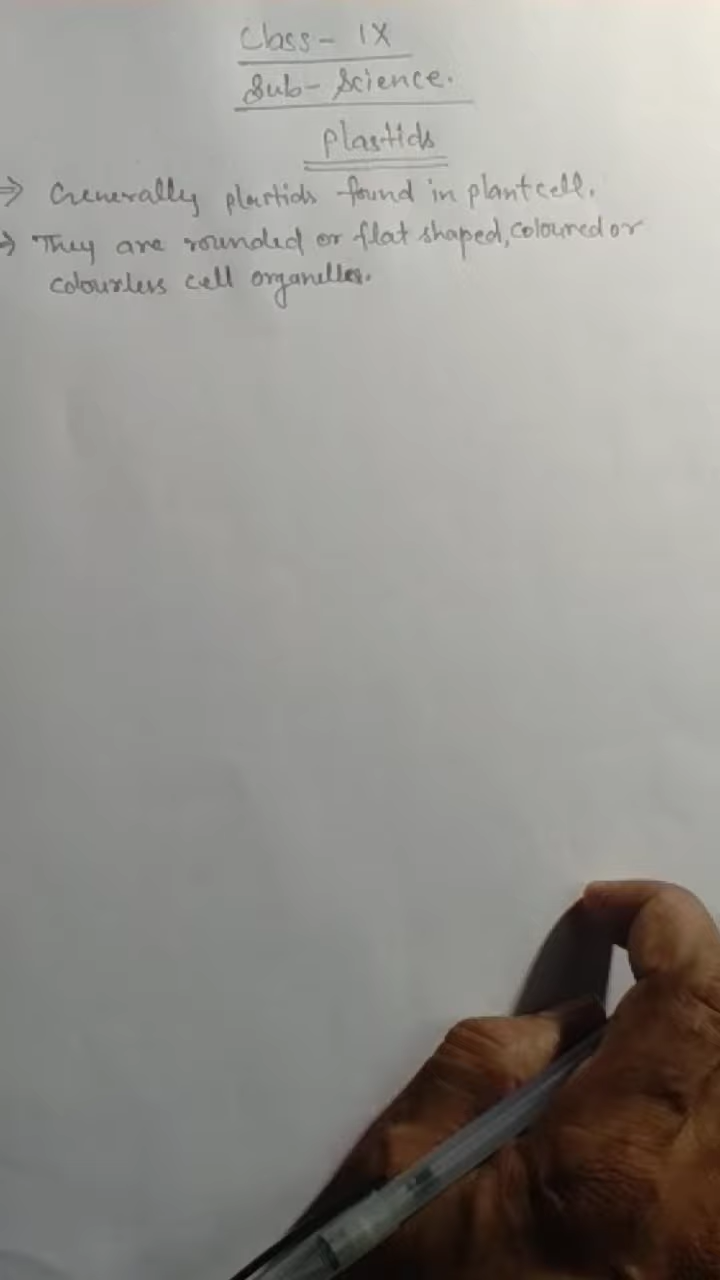 Class - IX
Sub - Science.
Plastids
⇒ Generally plastids found in plant cell.
⇒ They are rounded or flat shaped, coloured or
colourless cell organelles.